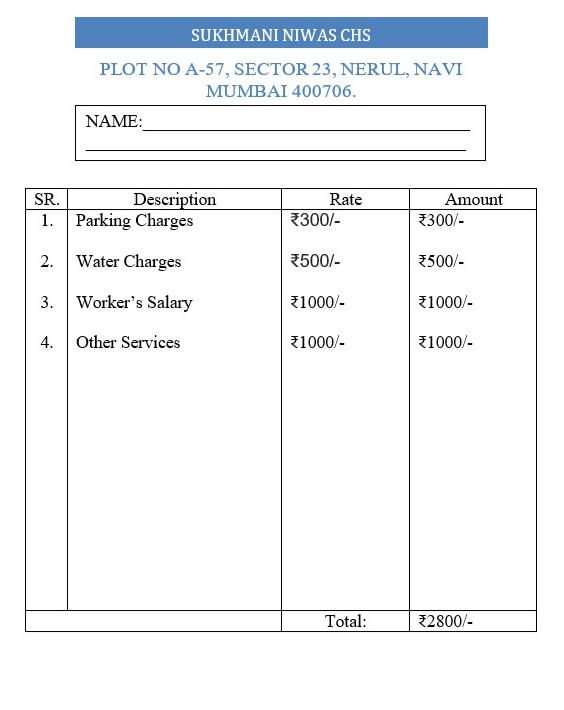 SUKHMANI NIWAS CHS
PLOT NO A-57, SECTOR 23, NERUL, NAVI
MUMBAI 400706.
NAME:
SR. Description Rate Amount
1. Parking Charges ₹300/- ₹300/-
2. Water Charges ₹500/- ₹500/-
3. Worker’s Salary ₹1000/- ₹1000/-
4. Other Services ₹1000/- ₹1000/-
Total: ₹2800/-